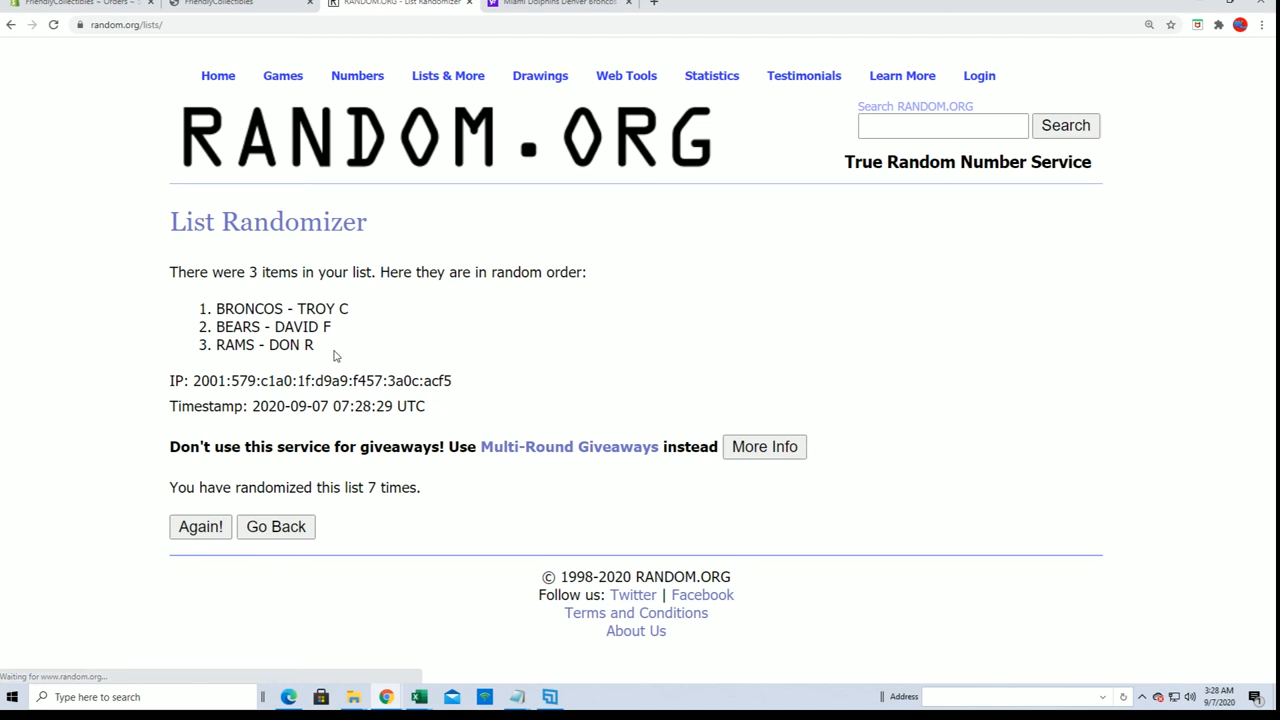 FriendlyCollectibles ~ Orders ~ S
FriendlyCollectibles
RANDOM.ORG - List Randomizer
Miami Dolphins Denver Broncos
random.org/lists/
Home Games Numbers Lists & More Drawings Web Tools Statistics Testimonials Learn More Login
RANDOM.ORG
Search RANDOM.ORG
Search
True Random Number Service
List Randomizer
There were 3 items in your list. Here they are in random order:
1. BRONCOS - TROY C
2. BEARS - DAVID F
3. RAMS - DON R
IP: 2001:579:c1a0:1f:d9a9:f457:3a0c:acf5
Timestamp: 2020-09-07 07:28:29 UTC
Don't use this service for giveaways! Use Multi-Round Giveaways instead More Info
You have randomized this list 7 times.
Again! Go Back
© 1998-2020 RANDOM.ORG
Follow us: Twitter | Facebook
Terms and Conditions
About Us
Waiting for www.random.org...
Type here to search
Address
3:28 AM
9/7/2020